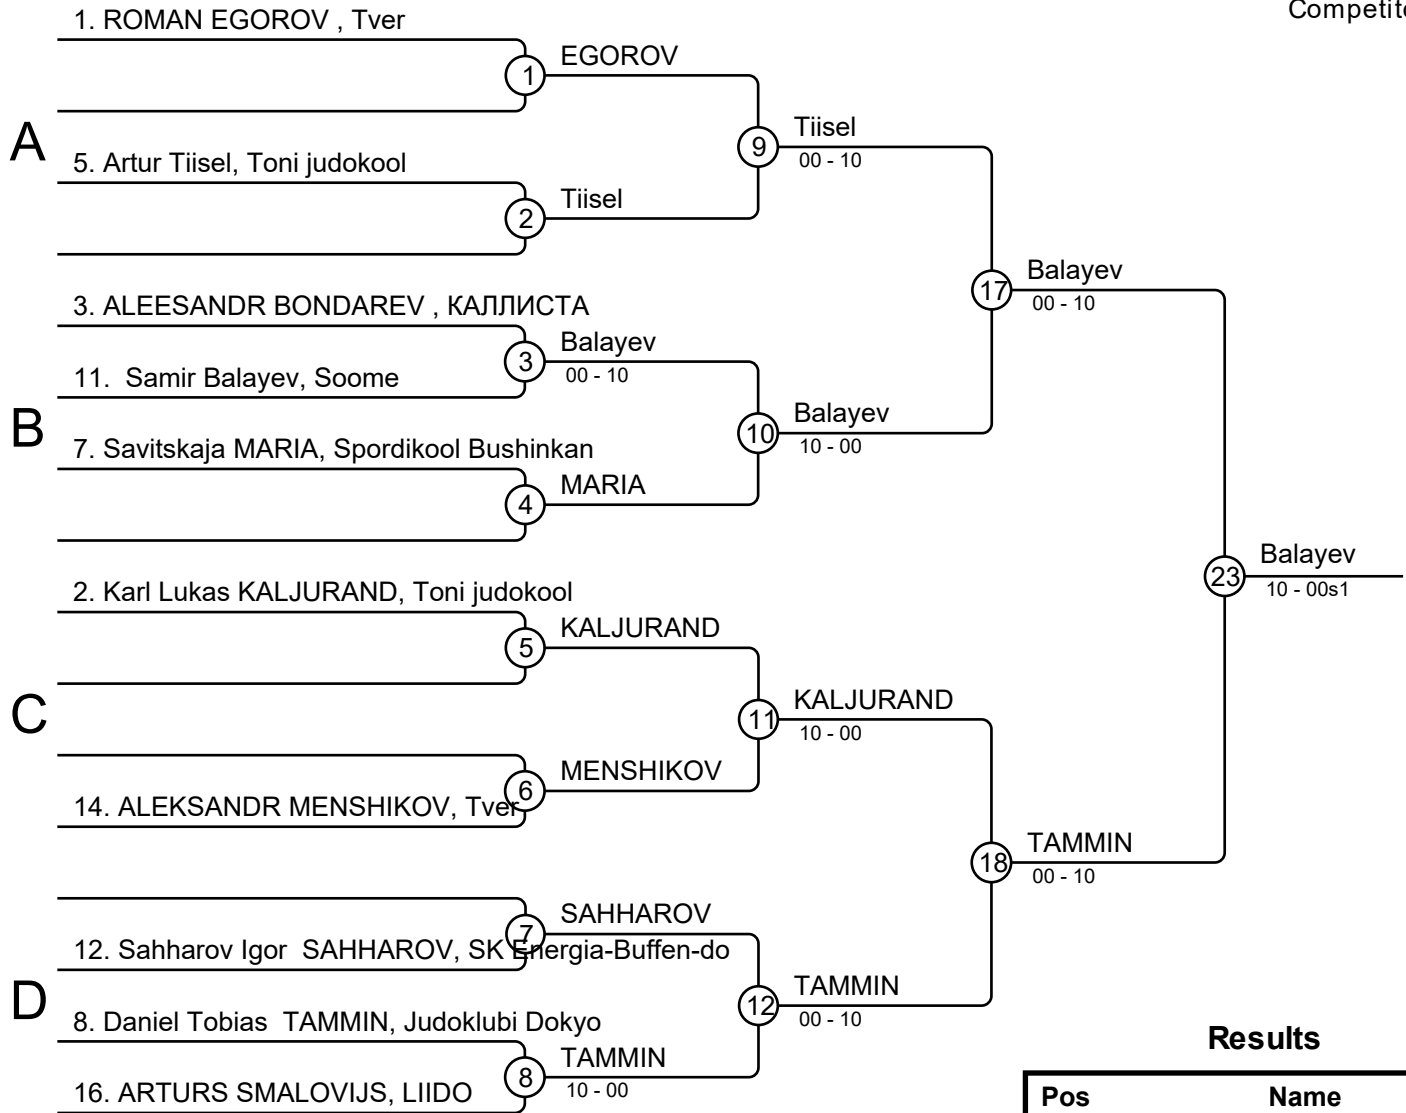 Competito
1. ROMAN EGOROV , Tver
1
EGOROV
A
9
Tiisel
00 - 10
5. Artur Tiisel, Toni judokool
2
Tiisel
17
Balayev
00 - 10
3. ALEESANDR BONDAREV , КАЛЛИСТА
3
Balayev
00 - 10
11.  Samir Balayev, Soome
B
10
Balayev
10 - 00
7. Savitskaja MARIA, Spordikool Bushinkan
4
MARIA
23
Balayev
10 - 00s1
2. Karl Lukas KALJURAND, Toni judokool
5
KALJURAND
C
11
KALJURAND
10 - 00
6
MENSHIKOV
14. ALEKSANDR MENSHIKOV, Tver
18
TAMMIN
00 - 10
7
SAHHAROV
12. Sahharov Igor  SAHHAROV, SK Energia-Buffen-do
D
12
TAMMIN
00 - 10
8. Daniel Tobias  TAMMIN, Judoklubi Dokyo
8
TAMMIN
10 - 00
16. ARTURS SMALOVIJS, LIIDO
Results
Pos Name